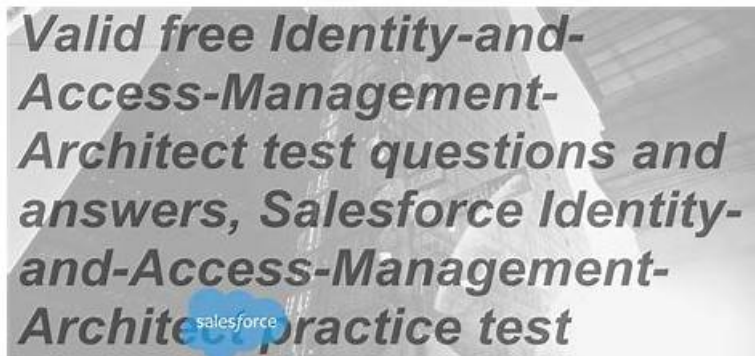 Valid free Identity-and-
Access-Management-
Architect test questions and
answers, Salesforce Identity-
and-Access-Management-
Architect practice test
salesforce